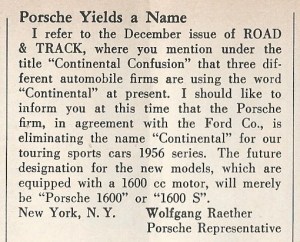 Porsche Yields a Name
I refer to the December issue of ROAD
& TRACK, where you mention under the
title “Continental Confusion” that three dif-
ferent automobile firms are using the word
“Continental” at present. I should like to
inform you at this time that the Porsche
firm, in agreement with the Ford Co., is
eliminating the name “Continental” for our
touring sports cars 1956 series. The future
designation for the new models, which are
equipped with a 1600 cc motor, will merely
be “Porsche 1600” or “1600 S”.
New York, N. Y. Wolfgang Raether
Porsche Representative